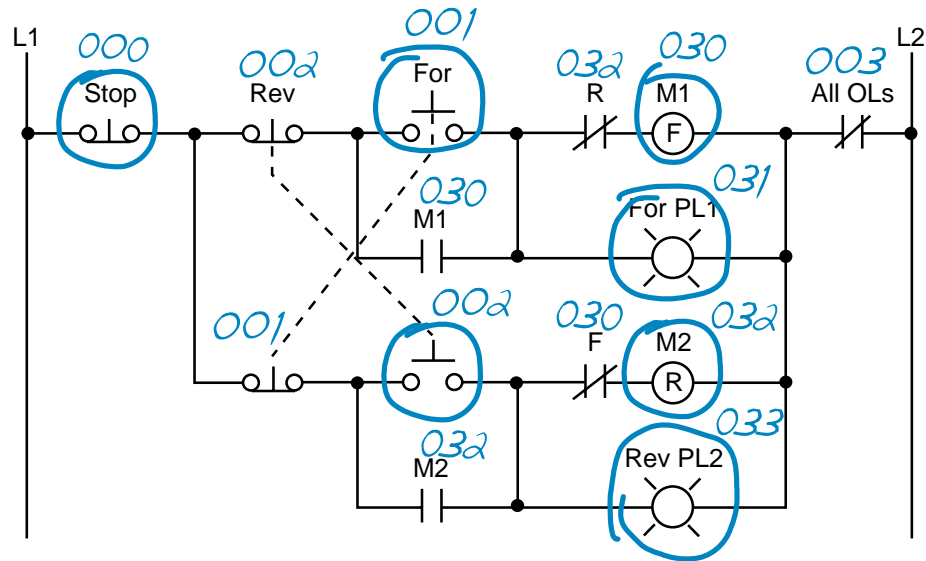 L1 000 001 L2
002 032 030 003
Stop Rev For R M1 All OLs
F
030 031
M1 For PL1
001 002 030 032
F M2
R
032 033
M2 Rev PL2